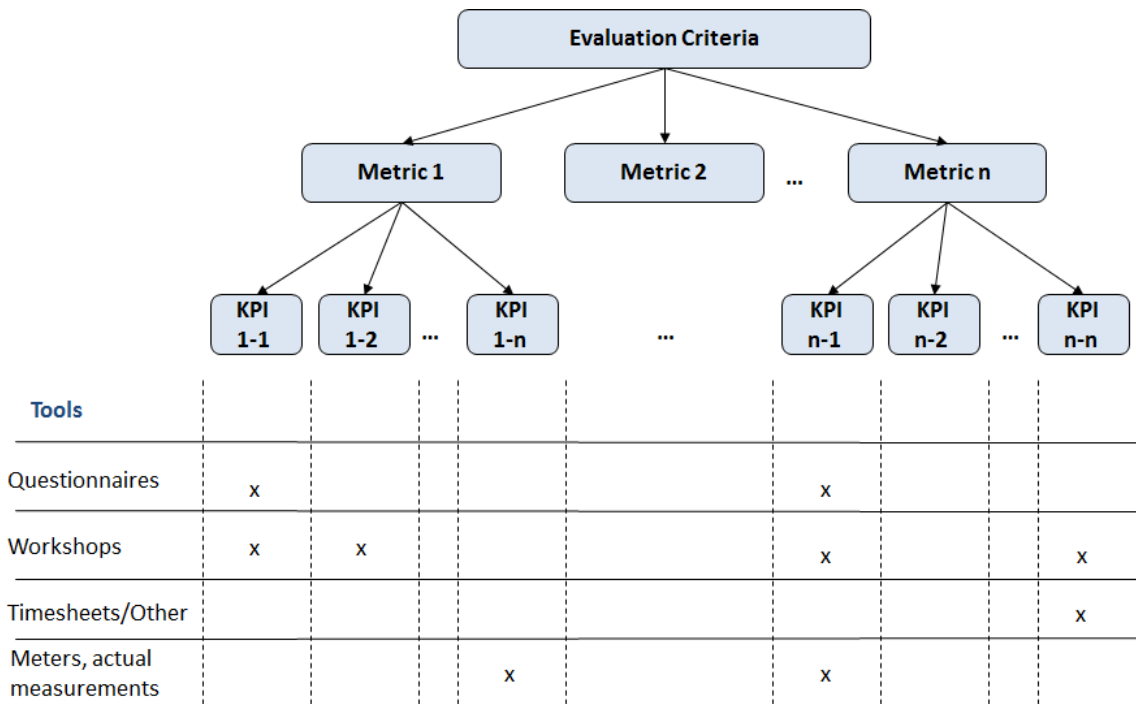 Evaluation Criteria
Metric 1
Metric 2
...
Metric n
KPI
1-1
KPI
1-2
...
KPI
1-n
...
KPI
n-1
KPI
n-2
...
KPI
n-n
Tools
Questionnaires
x
x
Workshops
x
x
x
x
Timesheets/Other
x
Meters, actual
measurements
x
x